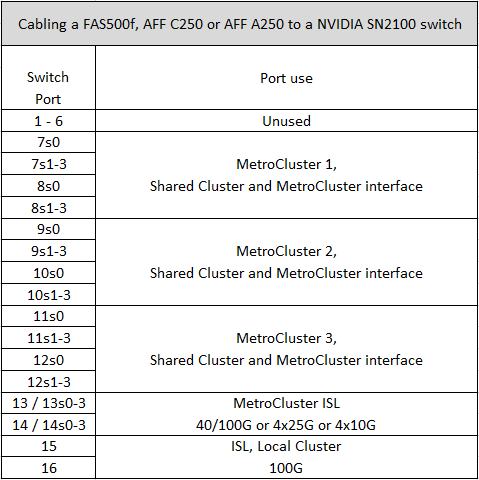 Cabling a FAS500f, AFF C250 or AFF A250 to a NVIDIA SN2100 switch
Switch
Port
Port use
1 - 6
Unused
7s0
7s1-3
8s0
8s1-3
MetroCluster 1,
Shared Cluster and MetroCluster interface
9s0
9s1-3
10s0
10s1-3
MetroCluster 2,
Shared Cluster and MetroCluster interface
11s0
11s1-3
12s0
12s1-3
MetroCluster 3,
Shared Cluster and MetroCluster interface
13 / 13s0-3
14 / 14s0-3
MetroCluster ISL
40/100G or 4x25G or 4x10G
15
16
ISL, Local Cluster
100G